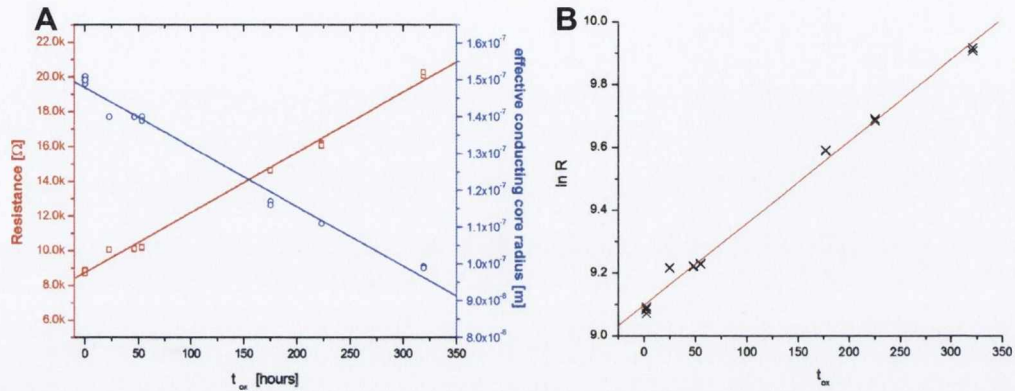 A
B
Resistance [Ω]
22.0k
20.0k
18.0k
16.0k
14.0k
12.0k
10.0k
8.0k
6.0k
0 50 100 150 200 250 300 350
t ox [hours]
1.6x10⁻⁷
1.5x10⁻⁷
1.4x10⁻⁷
1.3x10⁻⁷
1.2x10⁻⁷
1.1x10⁻⁷
1.0x10⁻⁷
9.0x10⁻⁸
8.0x10⁻⁸
effective conducting core radius [m]
ln R
10.0
9.8
9.6
9.4
9.2
9.0
0 50 100 150 200 250 300 350
tox